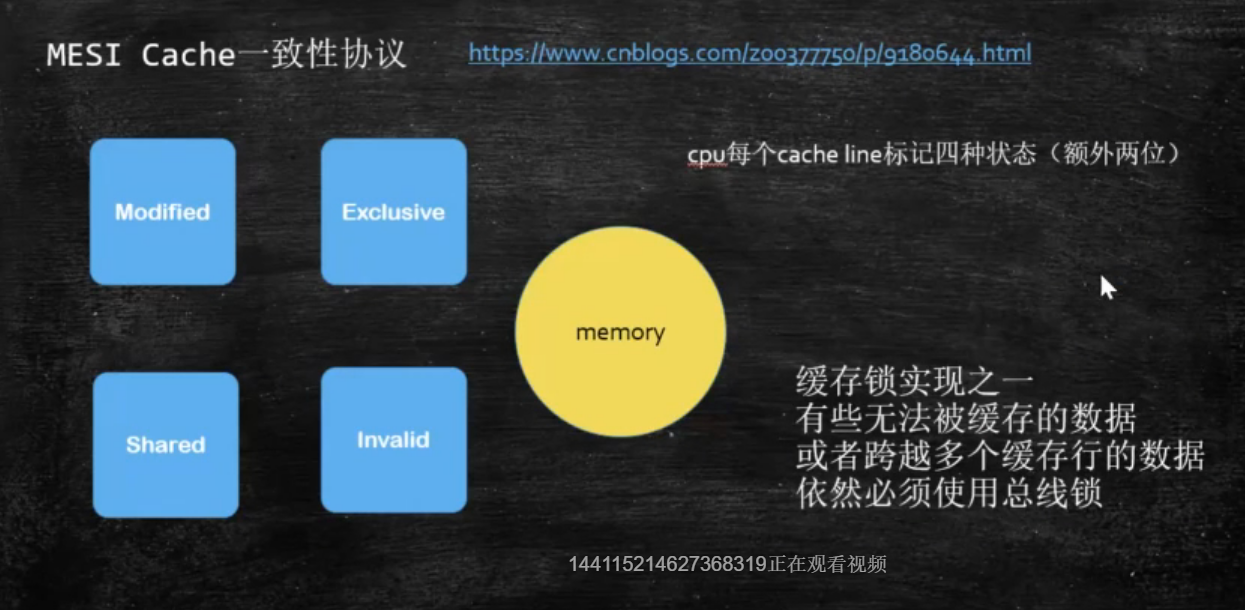 MESI Cache一致性协议
https://www.cnblogs.com/z00377750/p/9180644.html
cpu每个cache line标记四种状态（额外两位）
Modified
Exclusive
memory
Shared
Invalid
缓存锁实现之一
有些无法被缓存的数据
或者跨越多个缓存行的数据
依然必须使用总线锁
144115214627368319正在观看视频